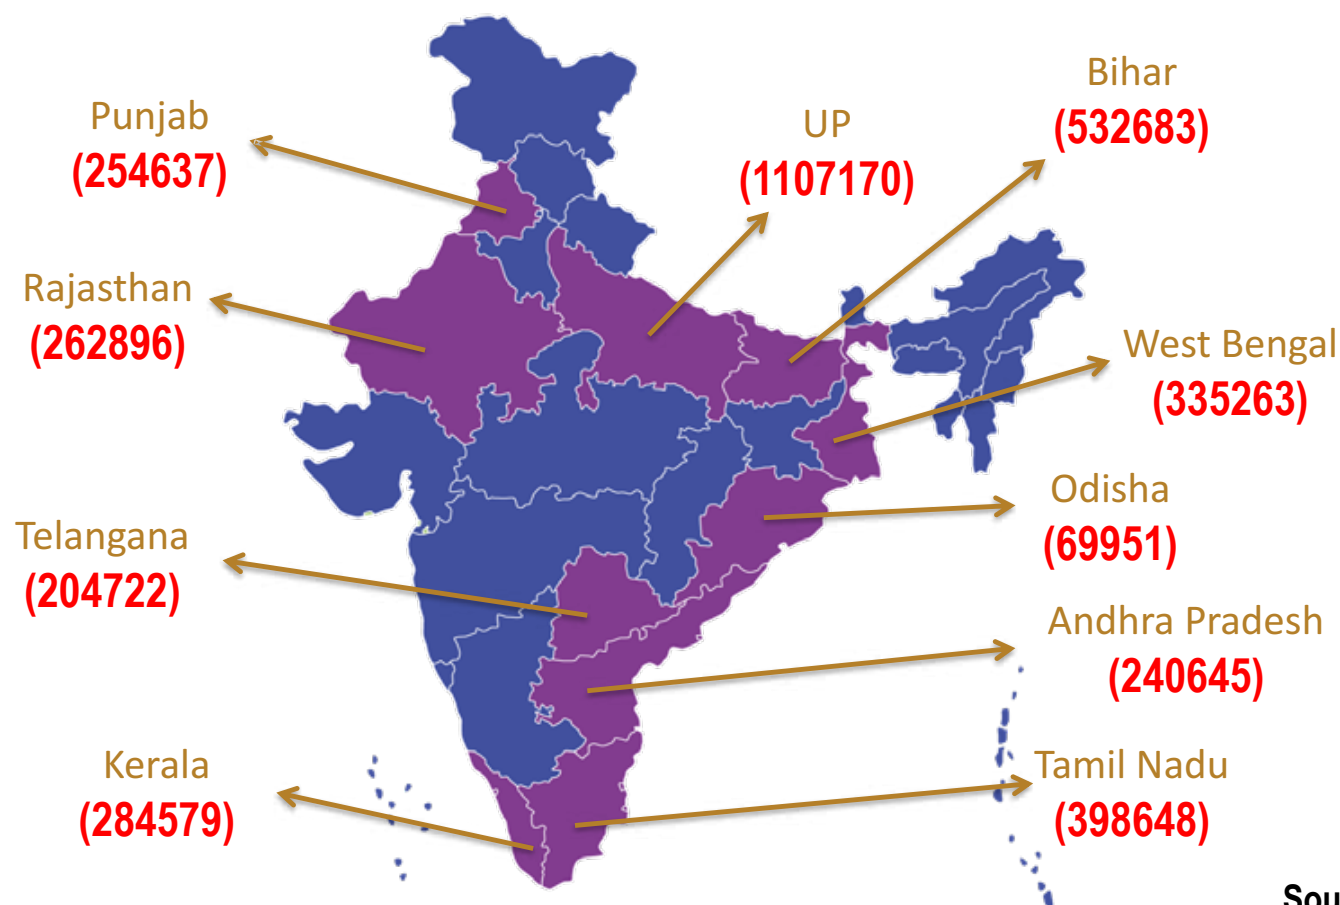 Punjab
(254637)
UP
(1107170)
Bihar
(532683)
Rajasthan
(262896)
West Bengal
(335263)
Odisha
(69951)
Telangana
(204722)
Andhra Pradesh
(240645)
Kerala
(284579)
Tamil Nadu
(398648)